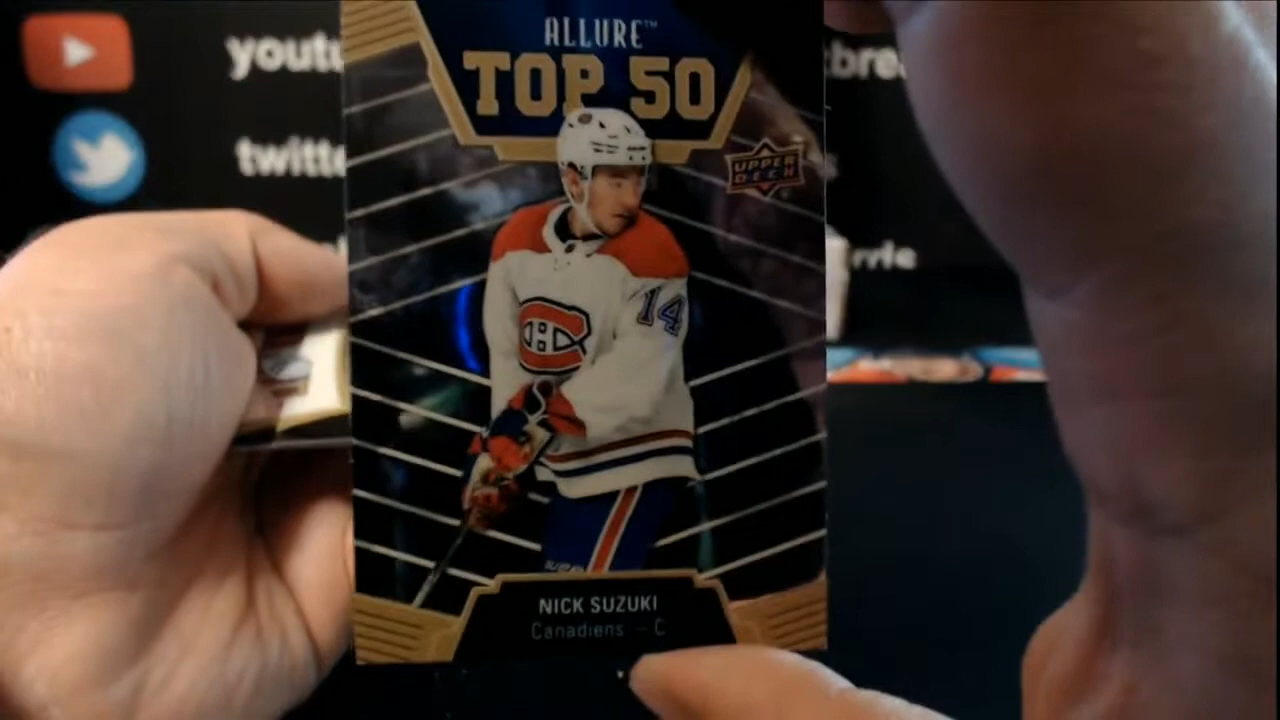 youtu
twitte
ALLURE™
TOP 50
UPPER
DECK
14
NICK SUZUKI
Canadiens - C